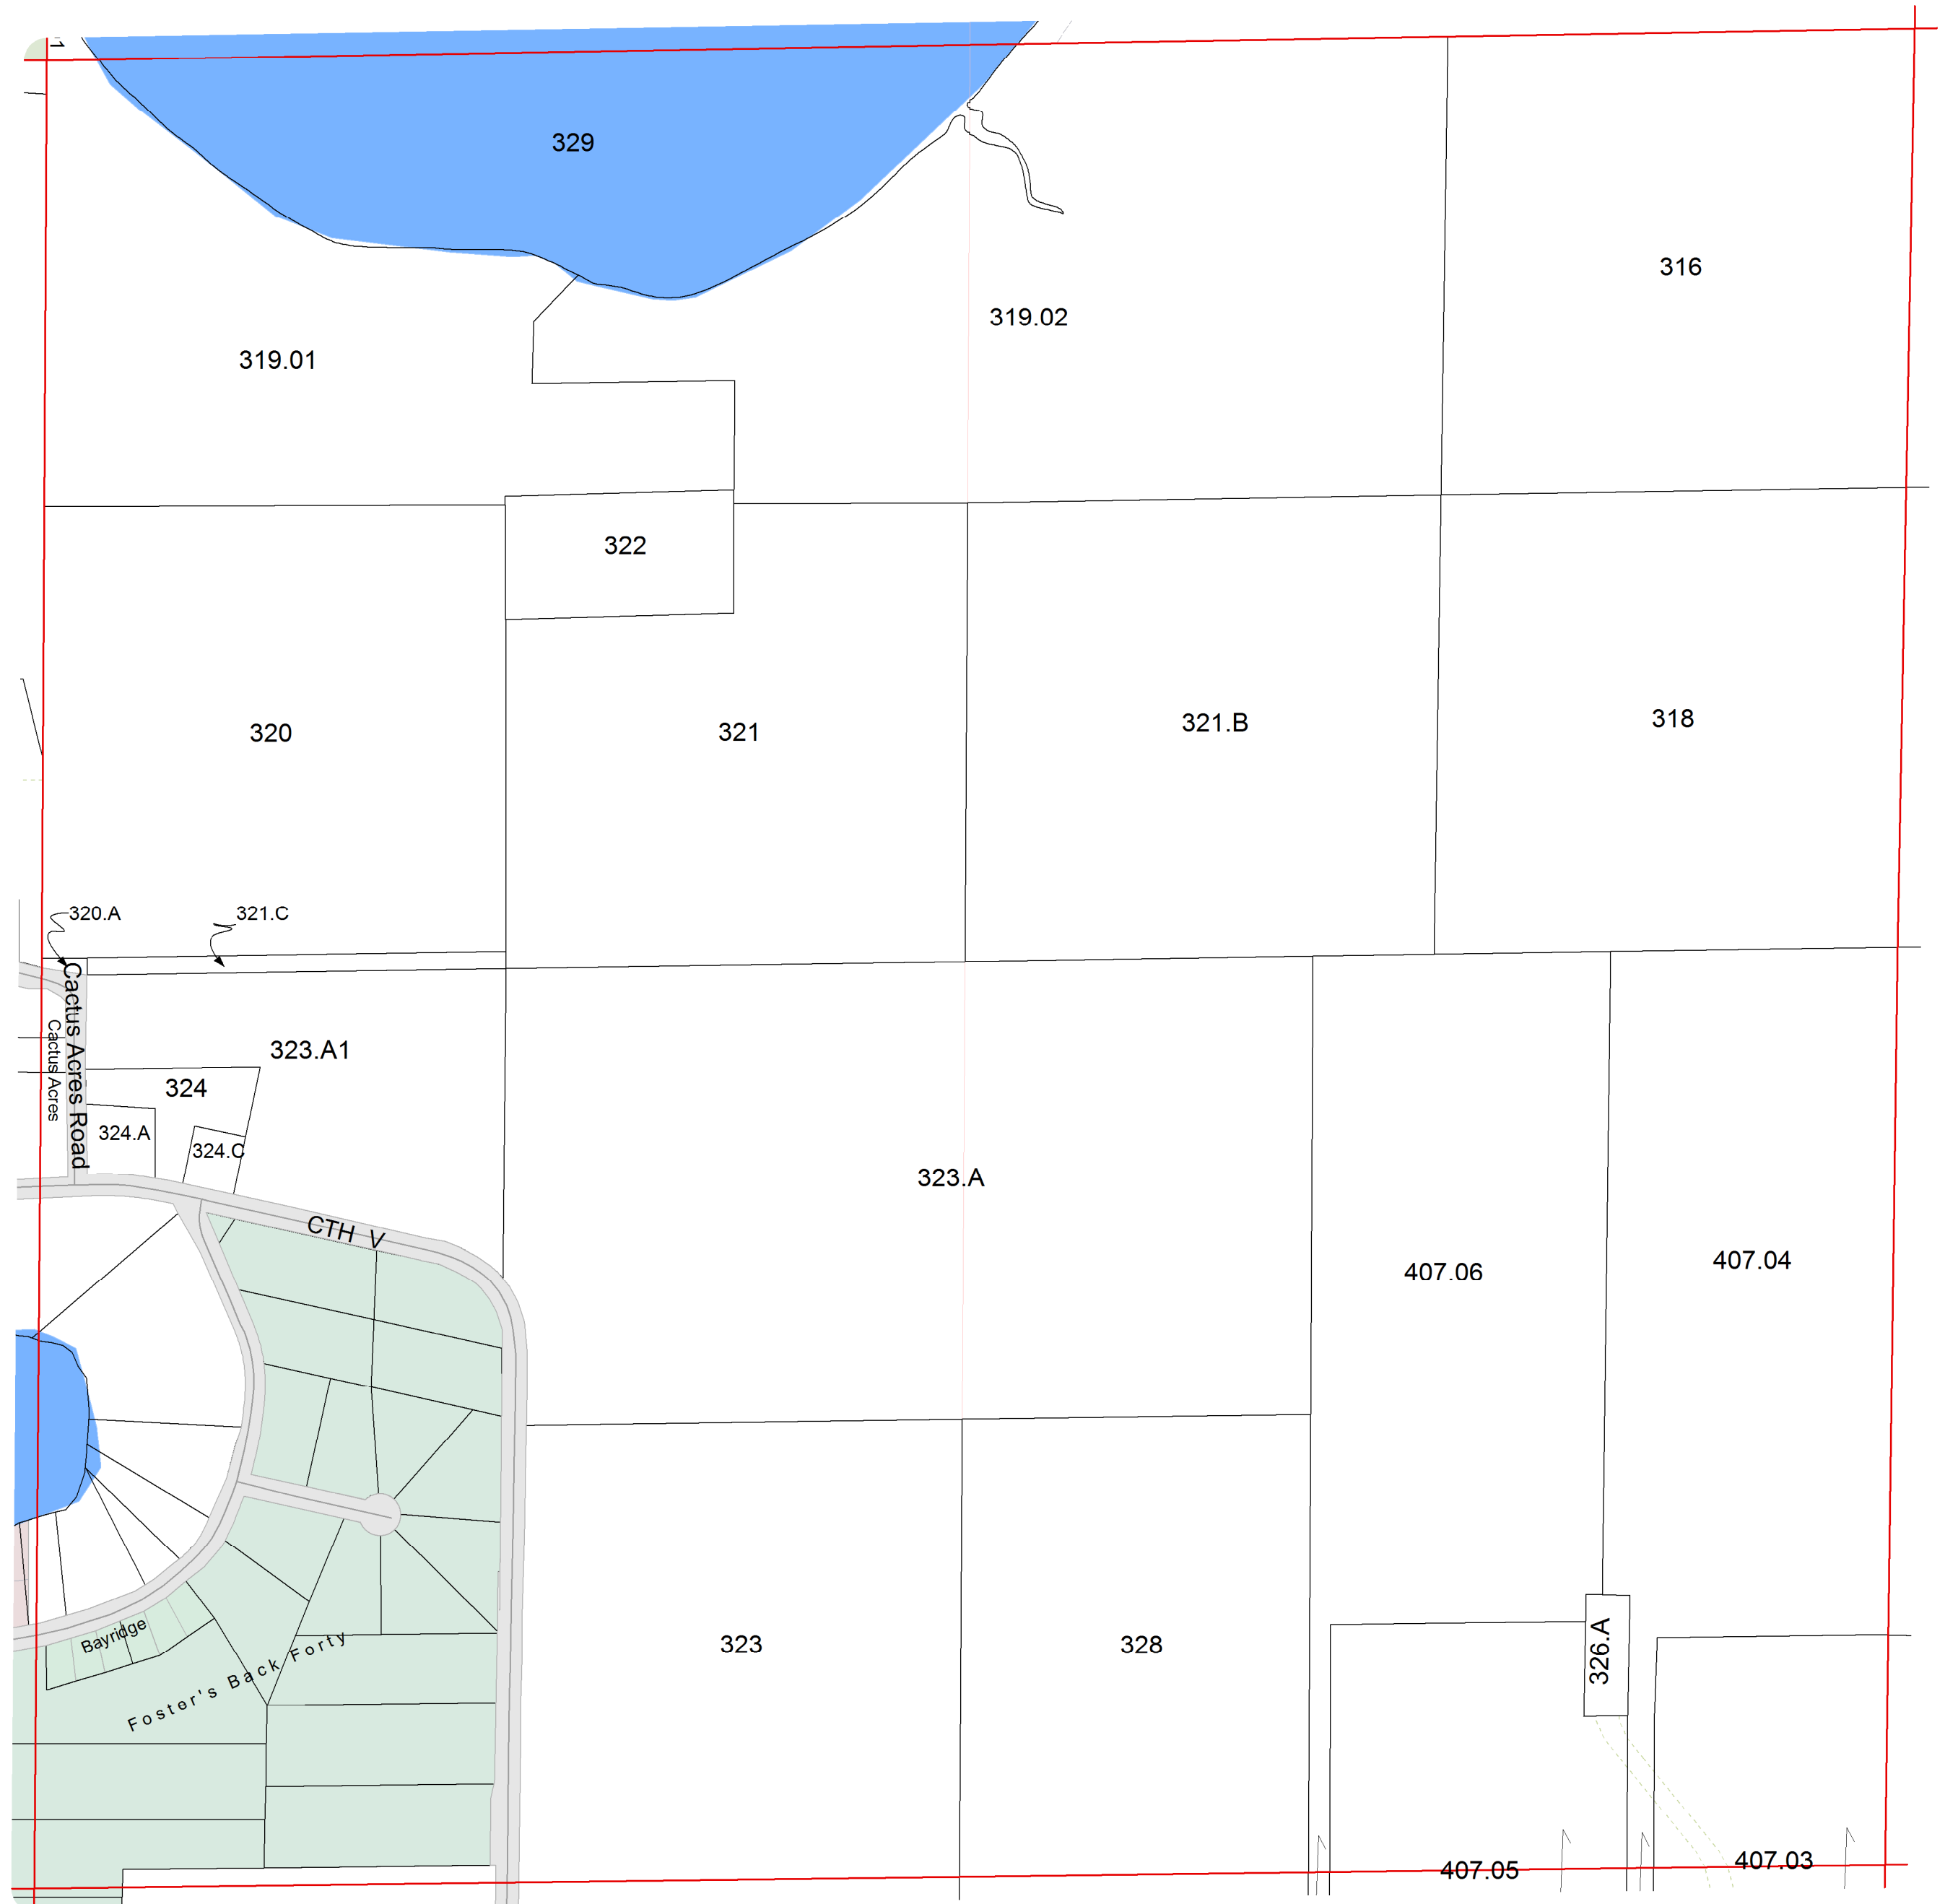 1
329
316
319.02
319.01
322
320
321
321.B
318
320.A
321.C
Cactus Acres Road
Cactus Acres
323.A1
324
324.A
324.C
323.A
CTH V
407.06
407.04
Bayridge
Foster's Back Forty
323
328
326.A
407.05
407.03